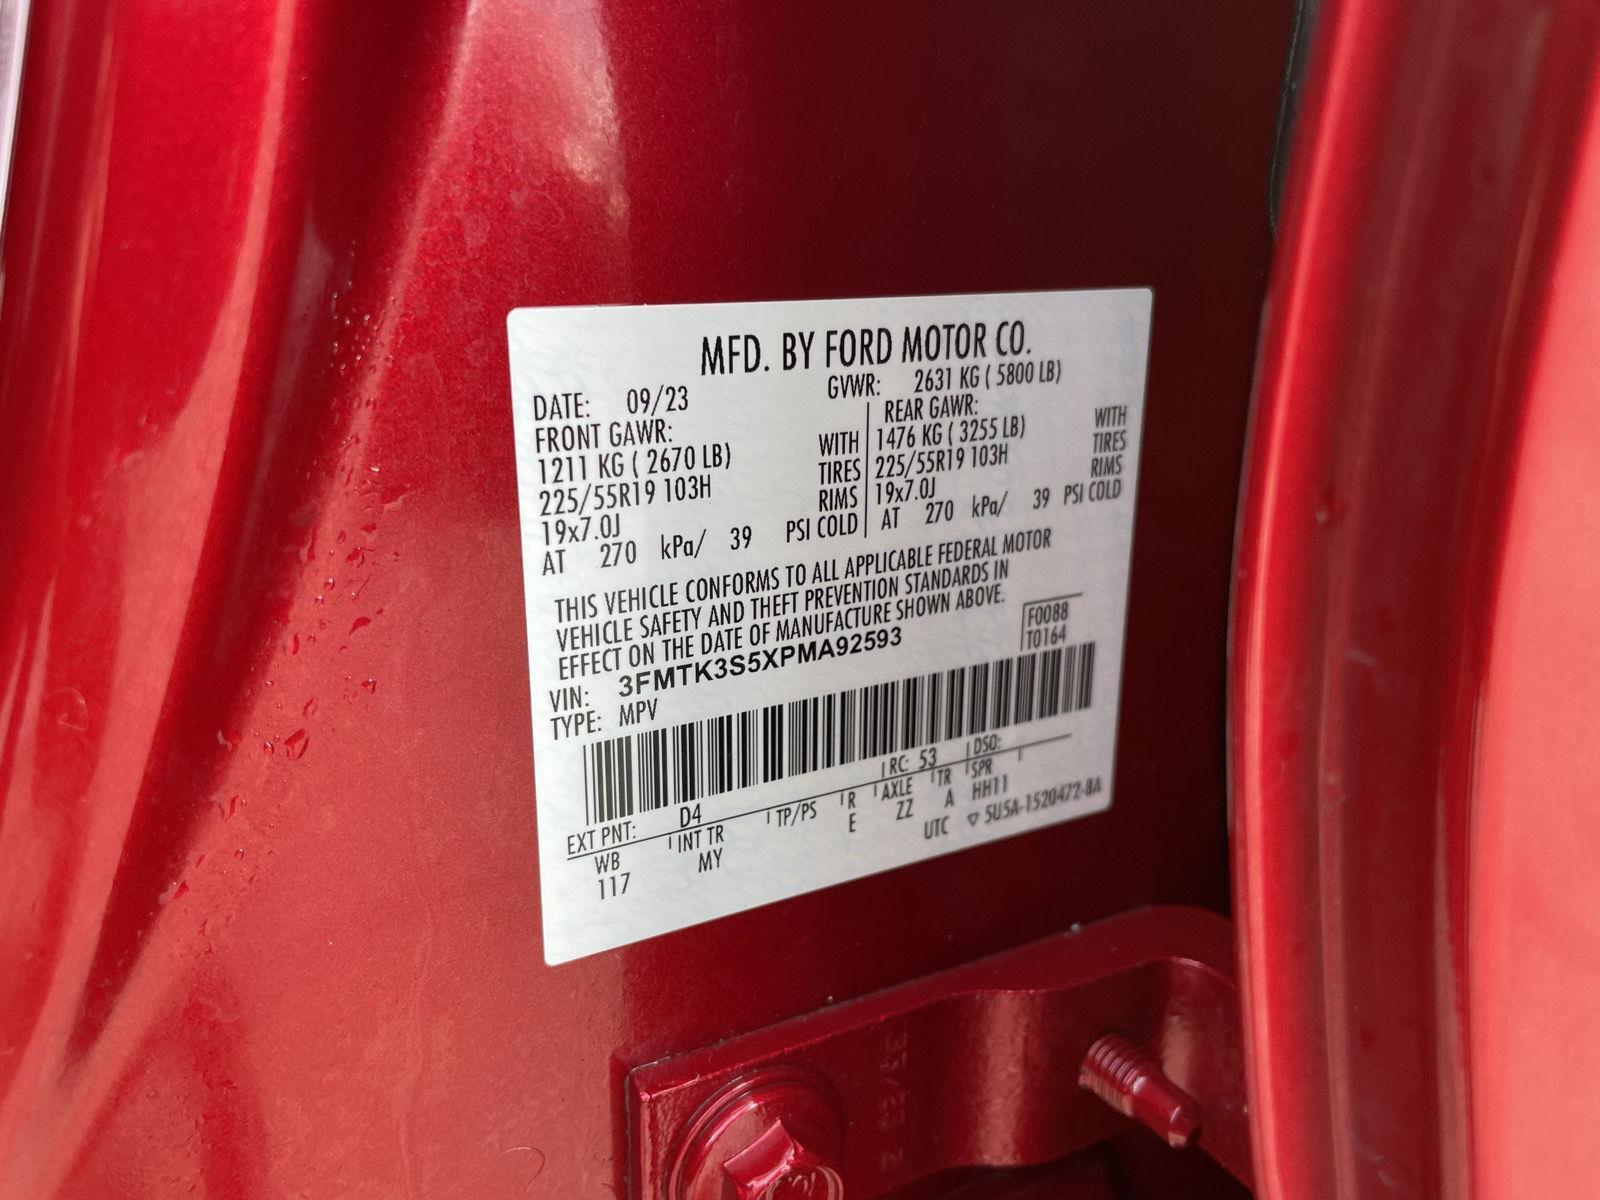 MFD. BY FORD MOTOR CO.
DATE: 09/23 GVWR: 2631 KG ( 5800 LB)
FRONT GAWR: REAR GAWR:
1211 KG ( 2670 LB) WITH 1476 KG ( 3255 LB) WITH
225/55R19 103H TIRES 225/55R19 103H TIRES
19x7.0J RIMS 19x7.0J RIMS
AT 270 kPa/ 39 PSI COLD AT 270 kPa/ 39 PSI COLD
THIS VEHICLE CONFORMS TO ALL APPLICABLE FEDERAL MOTOR
VEHICLE SAFETY AND THEFT PREVENTION STANDARDS IN
EFFECT ON THE DATE OF MANUFACTURE SHOWN ABOVE.
F0088
T0164
VIN: 3FMTK3S5XPMA92593
TYPE: MPV
EXT PNT: D4 RC: 53 DSO:
WB INT TR TP/PS R AXLE TR SPR
117 MY E ZZ A HH11
UTC ▽ 5U5A-1520472-BA